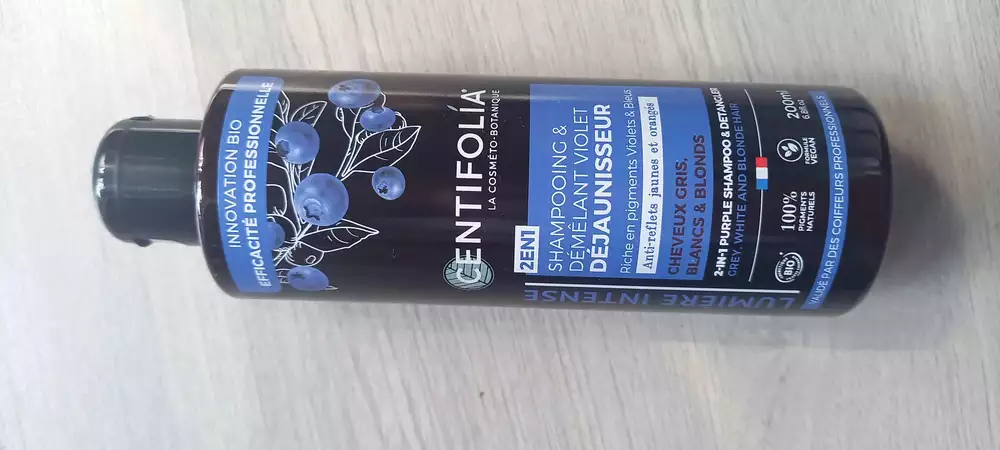 INNOVATION BIO
EFFICACITÉ PROFESSIONNELLE
CENTIFOLIA
LA COSMÉTO-BOTANIQUE
2EN1
SHAMPOOING &
DÉMÊLANT VIOLET
DÉJAUNISSEUR
Riche en pigments Violets & Bleus
Anti-reflets jaunes et orangés
CHEVEUX GRIS,
BLANCS & BLONDS
2-IN-1 PURPLE SHAMPOO & DETANGLER
GREY, WHITE AND BLONDE HAIR
LUMIÈRE INTENSE
BIO
100%
PIGMENTS
NATURELS
FORMULE
VEGAN
200ml
6.8fl oz
VALIDÉ PAR DES COIFFEURS PROFESSIONNELS